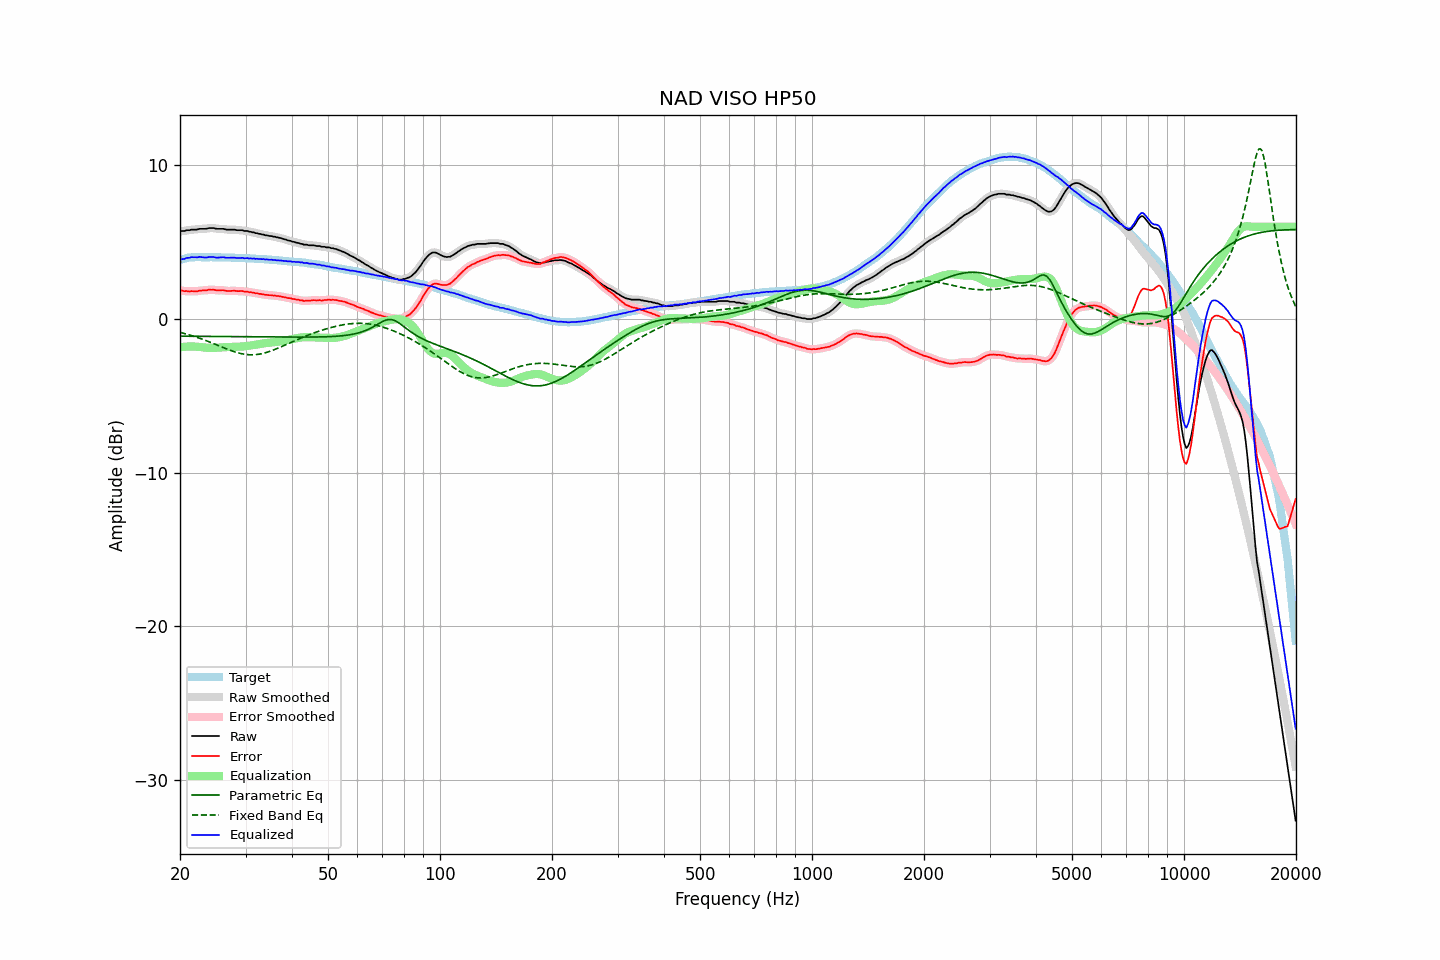 NAD VISO HP50
Amplitude (dBr)
10
0
−10
−20
−30
Target
Raw Smoothed
Error Smoothed
Raw
Error
Equalization
Parametric Eq
Fixed Band Eq
Equalized
20 50 100 200 500 1000 2000 5000 10000 20000
Frequency (Hz)